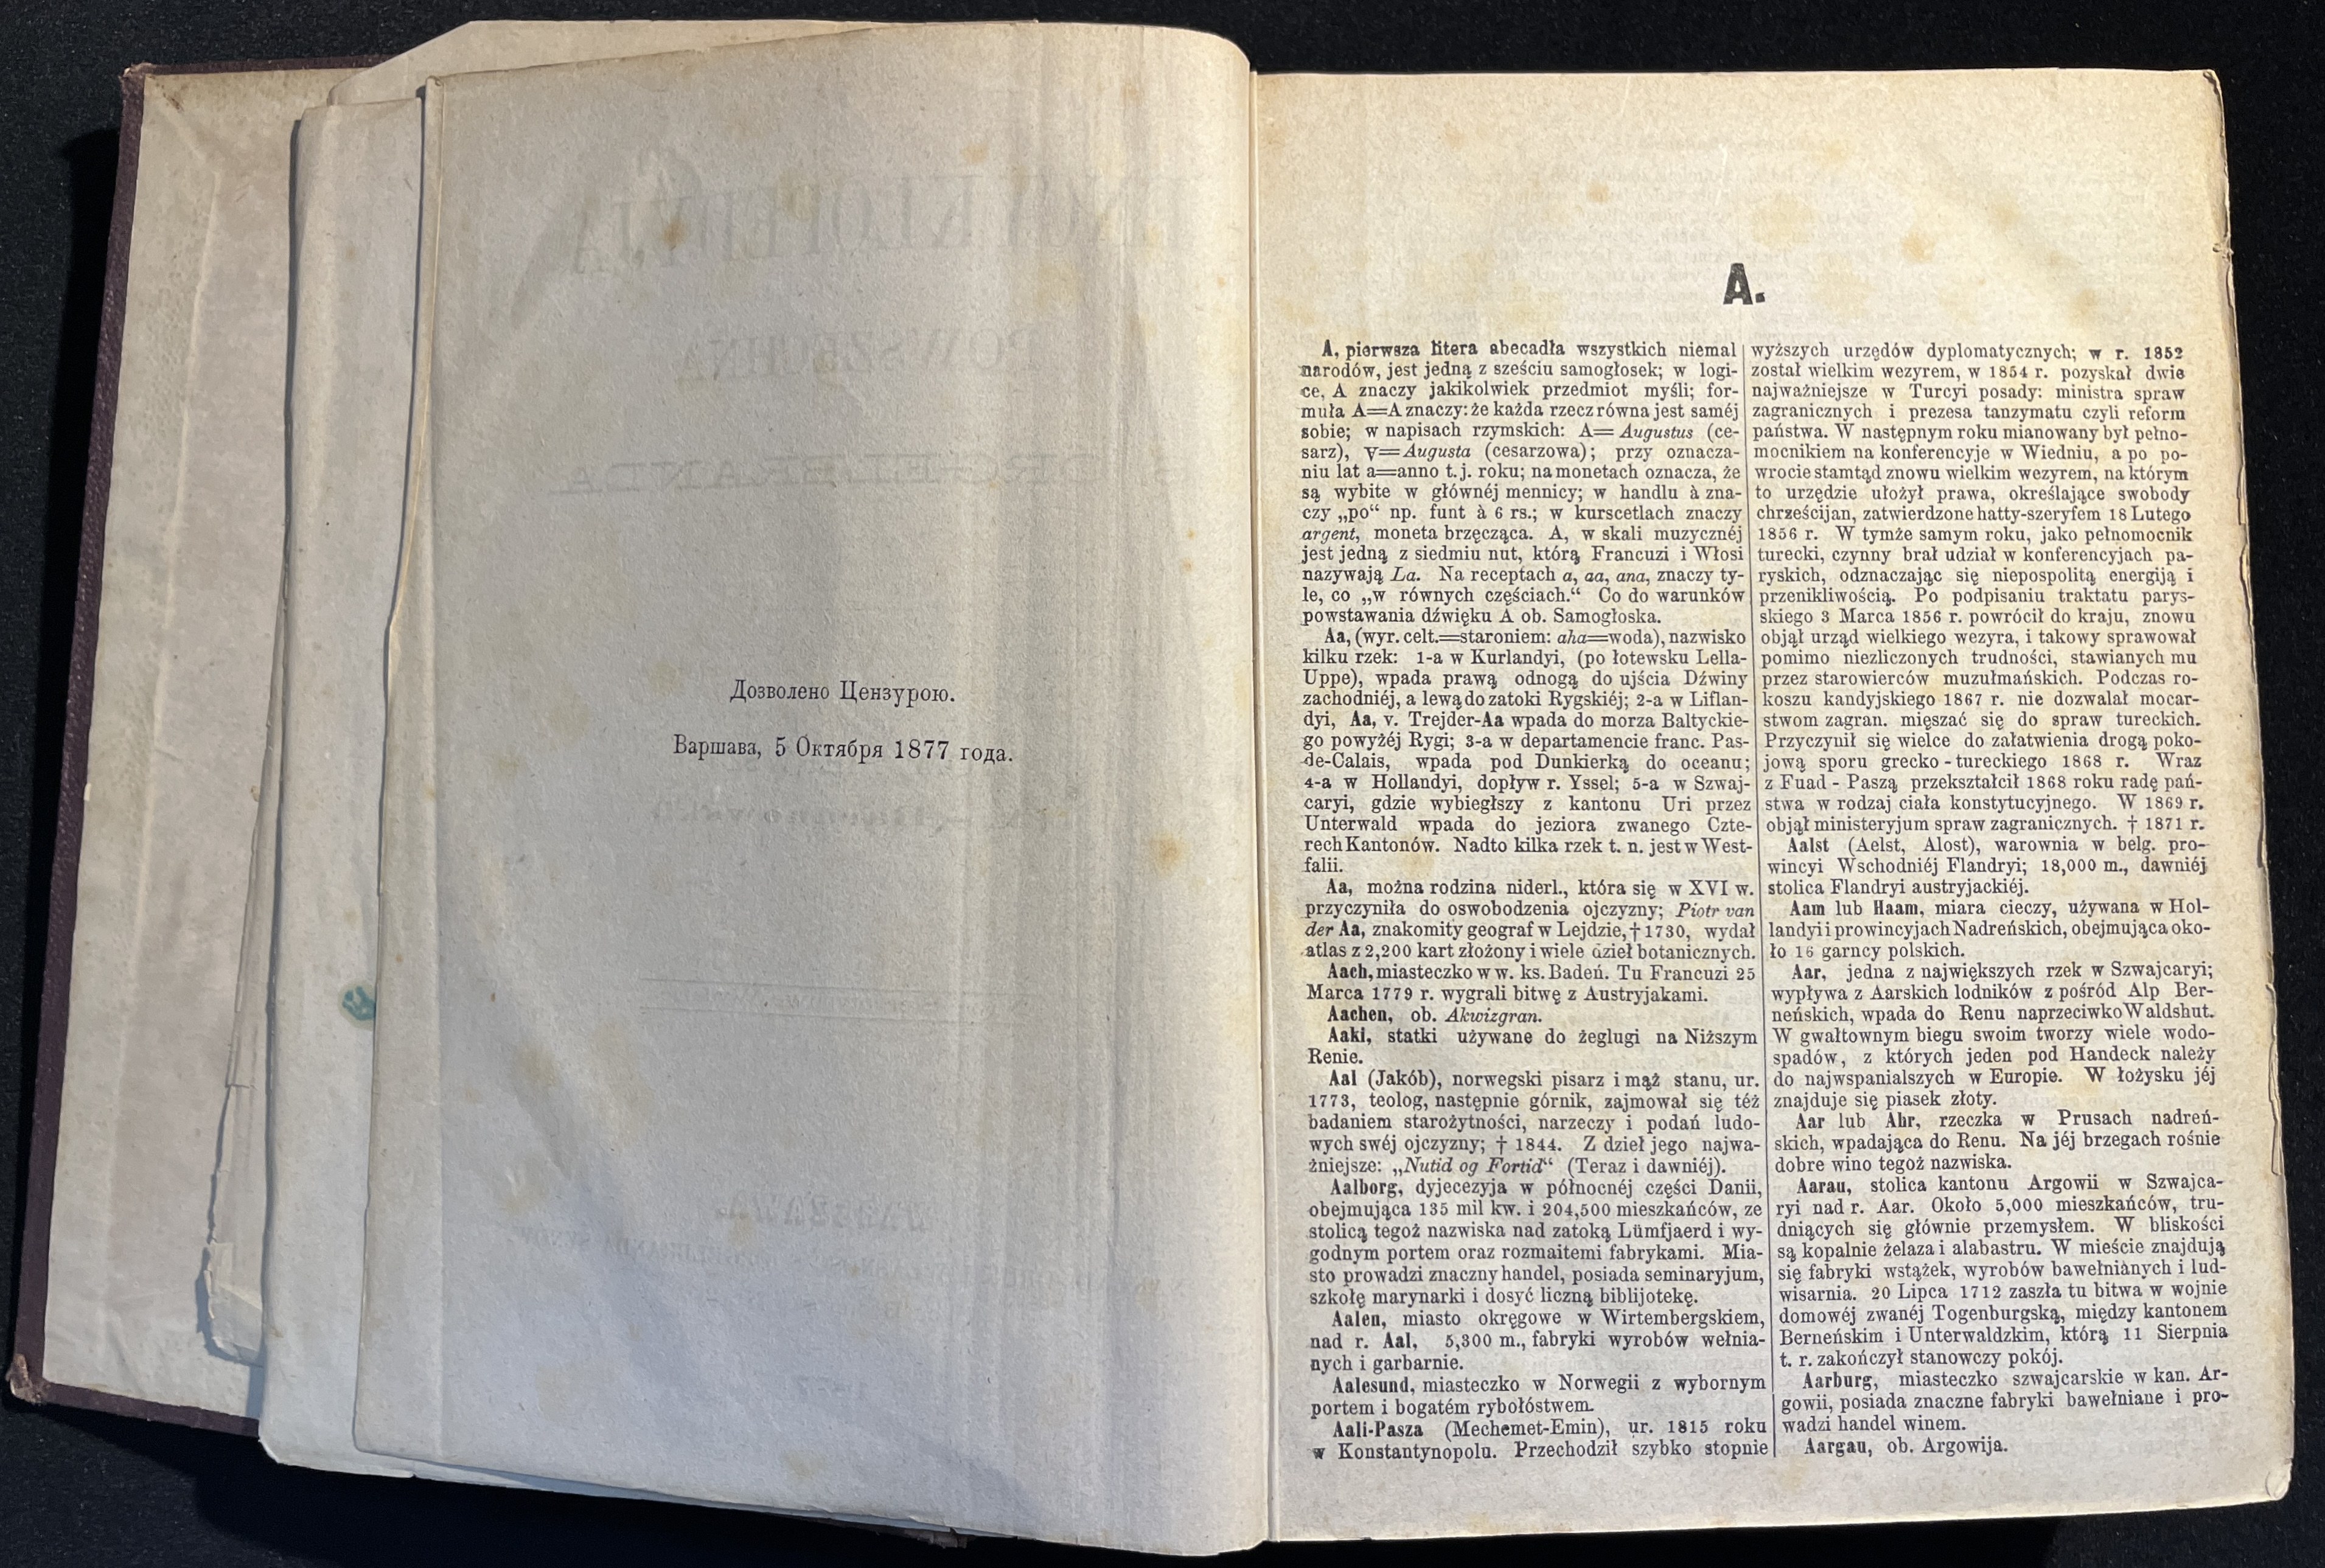 Дозволено Цензурою.
Варшава, 5 Октября 1877 года.
A.
A, pierwsza litera abecadła wszystkich niemal
narodów, jest jedną z sześciu samogłosek; w logi-
ce, A znaczy jakikolwiek przedmiot myśli; for-
muła A=A znaczy: że każda rzecz równa jest saméj
sobie; w napisach rzymskich: A= Augustus (ce-
sarz), Ɐ=Augusta (cesarzowa); przy oznacza-
niu lat a=anno t. j. roku; na monetach oznacza, że
są wybite w głównéj mennicy; w handlu à zna-
czy „po“ np. funt à 6 rs.; w kurscetlach znaczy
argent, moneta brzęcząca. A, w skali muzycznéj
jest jedną z siedmiu nut, którą Francuzi i Włosi
nazywają La. Na receptach a, aa, ana, znaczy ty-
le, co „w równych częściach.“ Co do warunków
powstawania dźwięku A ob. Samogłoska.
Aa, (wyr. celt.=staroniem: aha=woda), nazwisko
kilku rzek: 1-a w Kurlandyi, (po łotewsku Lella-
Uppe), wpada prawą odnogą do ujścia Dźwiny
zachodniéj, a lewą do zatoki Rygskiéj; 2-a w Liflan-
dyi, Aa, v. Trejder-Aa wpada do morza Baltyckie-
go powyżéj Rygi; 3-a w departamencie franc. Pas-
de-Calais, wpada pod Dunkierką do oceanu;
4-a w Hollandyi, dopływ r. Yssel; 5-a w Szwaj-
caryi, gdzie wybiegłszy z kantonu Uri przez
Unterwald wpada do jeziora zwanego Czte-
rech Kantonów. Nadto kilka rzek t. n. jest w West-
falii.
Aa, można rodzina niderl., która się w XVI w.
przyczyniła do oswobodzenia ojczyzny; Piotr van
der Aa, znakomity geograf w Lejdzie, † 1730, wydał
atlas z 2,200 kart złożony i wiele dzieł botanicznych.
Aach, miasteczko w w. ks. Badeń. Tu Francuzi 25
Marca 1779 r. wygrali bitwę z Austryjakami.
Aachen, ob. Akwizgran.
Aaki, statki używane do żeglugi na Niższym
Renie.
Aal (Jakób), norwegski pisarz i mąż stanu, ur.
1773, teolog, następnie górnik, zajmował się téż
badaniem starożytności, narzeczy i podań ludo-
wych swéj ojczyzny; † 1844. Z dzieł jego najwa-
żniejsze: „Nutid og Fortid“ (Teraz i dawniéj).
Aalborg, dyjecezyja w północnéj części Danii,
obejmująca 135 mil kw. i 204,500 mieszkańców, ze
stolicą tegoż nazwiska nad zatoką Lümfjaerd i wy-
godnym portem oraz rozmaitemi fabrykami. Mia-
sto prowadzi znaczny handel, posiada seminaryjum,
szkołę marynarki i dosyć liczną biblijotekę.
Aalen, miasto okręgowe w Wirtembergskiem,
nad r. Aal, 5,300 m., fabryki wyrobów wełnia-
nych i garbarnie.
Aalesund, miasteczko w Norwegii z wybornym
portem i bogatém rybołóstwem.
Aali-Pasza (Mechemet-Emin), ur. 1815 roku
w Konstantynopolu. Przechodził szybko stopnie
wyższych urzędów dyplomatycznych; w r. 1852
został wielkim wezyrem, w 1854 r. pozyskał dwie
najważniejsze w Turcyi posady: ministra spraw
zagranicznych i prezesa tanzymatu czyli reform
państwa. W następnym roku mianowany był pełno-
mocnikiem na konferencyje w Wiedniu, a po po-
wrocie stamtąd znowu wielkim wezyrem, na którym
to urzędzie ułożył prawa, określające swobody
chrześcijan, zatwierdzone hatty-szeryfem 18 Lutego
1856 r. W tymże samym roku, jako pełnomocnik
turecki, czynny brał udział w konferencyjach pa-
ryskich, odznaczając się niepospolitą energiją i
przenikliwością. Po podpisaniu traktatu parys-
skiego 3 Marca 1856 r. powrócił do kraju, znowu
objął urząd wielkiego wezyra, i takowy sprawował
pomimo niezliczonych trudności, stawianych mu
przez starowierców muzułmańskich. Podczas ro-
koszu kandyjskiego 1867 r. nie dozwalał mocar-
stwom zagran. mięszać się do spraw tureckich.
Przyczynił się wielce do załatwienia drogą poko-
jową sporu grecko-tureckiego 1868 r. Wraz
z Fuad-Paszą przekształcił 1868 roku radę pań-
stwa w rodzaj ciała konstytucyjnego. W 1869 r.
objął ministeryjum spraw zagranicznych. † 1871 r.
Aalst (Aelst, Alost), warownia w belg. pro-
wincyi Wschodniéj Flandryi; 18,000 m., dawniéj
stolica Flandryi austryjackiéj.
Aam lub Haam, miara cieczy, używana w Hol-
landyi i prowincyjach Nadreńskich, obejmująca oko-
ło 16 garncy polskich.
Aar, jedna z największych rzek w Szwajcaryi;
wypływa z Aarskich lodników z pośród Alp Ber-
neńskich, wpada do Renu naprzeciwko Waldshut.
W gwałtownym biegu swoim tworzy wiele wodo-
spadów, z których jeden pod Handeck należy
do najwspanialszych w Europie. W łożysku jéj
znajduje się piasek złoty.
Aar lub Ahr, rzeczka w Prusach nadreń-
skich, wpadająca do Renu. Na jéj brzegach rośnie
dobre wino tegoż nazwiska.
Aarau, stolica kantonu Argowii w Szwajca-
ryi nad r. Aar. Około 5,000 mieszkańców, tru-
dniących się głównie przemysłem. W bliskości
są kopalnie żelaza i alabastru. W mieście znajdują
się fabryki wstążek, wyrobów bawełnianych i lud-
wisarnia. 20 Lipca 1712 zaszła tu bitwa w wojnie
domowéj zwanéj Togenburgską, między kantonem
Berneńskim i Unterwaldzkim, którą 11 Sierpnia
t. r. zakończył stanowczy pokój.
Aarburg, miasteczko szwajcarskie w kan. Ar-
gowii, posiada znaczne fabryki bawełniane i pro-
wadzi handel winem.
Aargau, ob. Argowija.